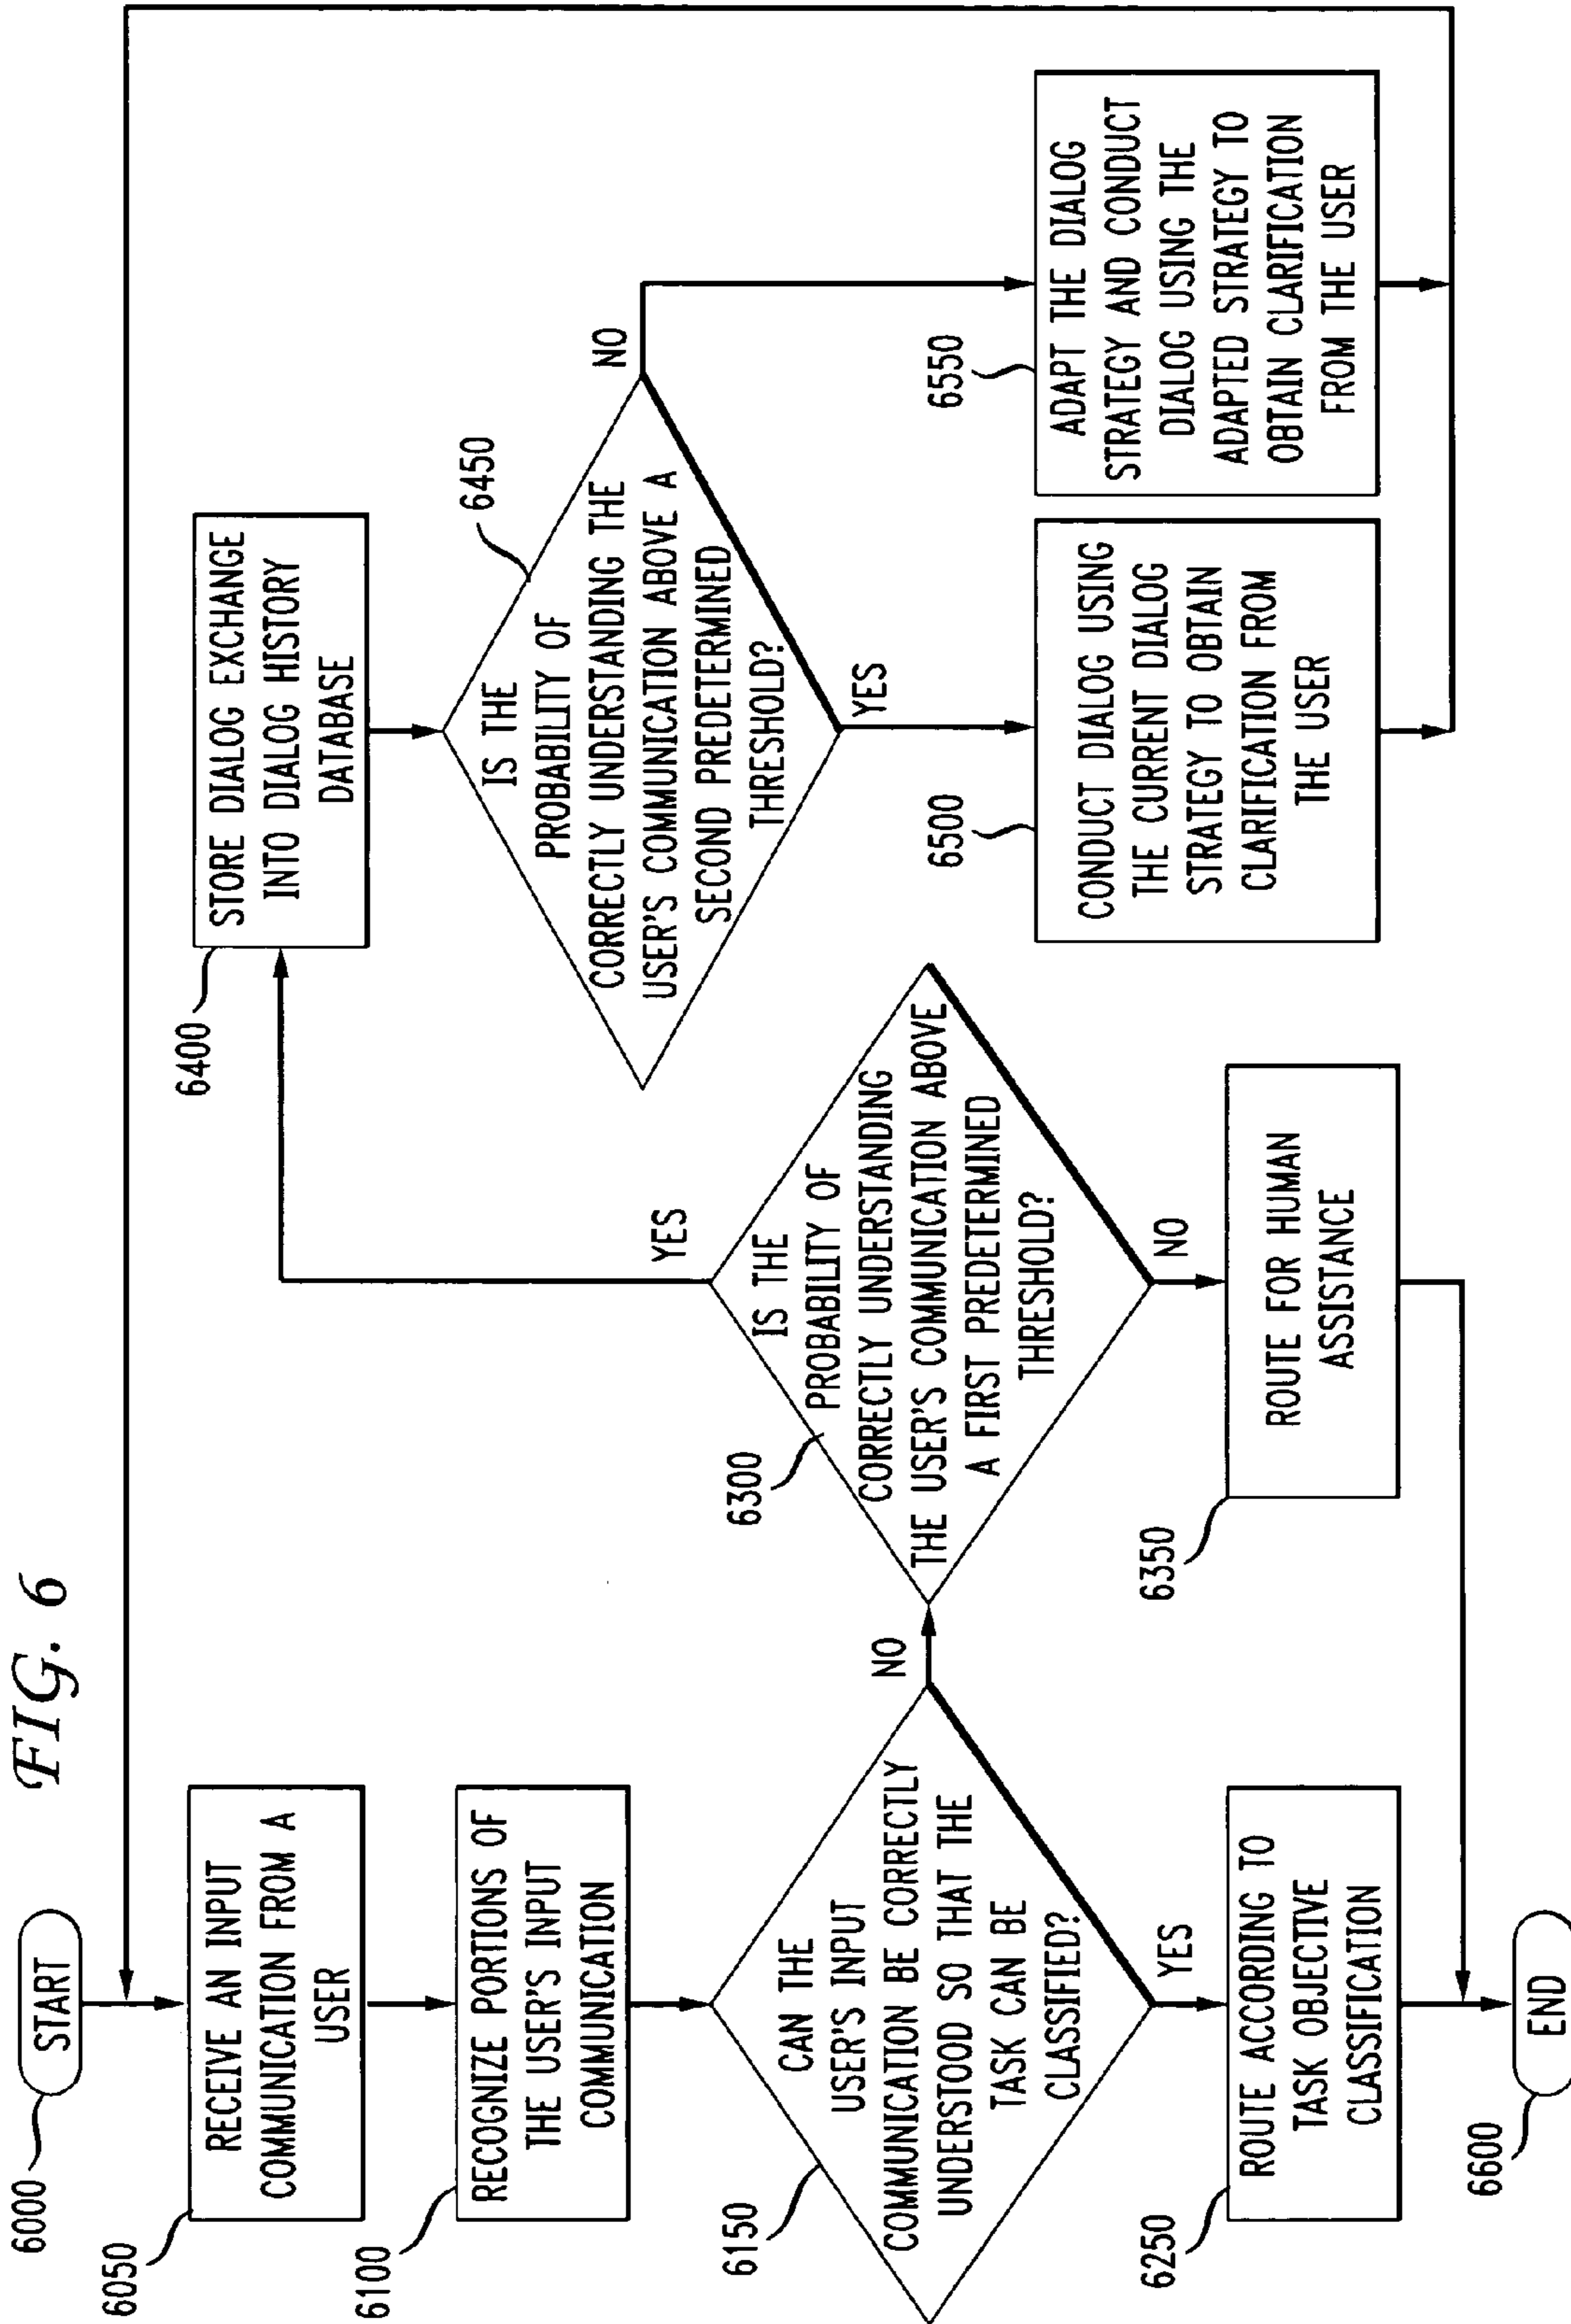 FIG. 6
6000
START
6050
RECEIVE AN INPUT
COMMUNICATION FROM A
USER
6100
RECOGNIZE PORTIONS OF
THE USER'S INPUT
COMMUNICATION
6150
CAN THE
USER'S INPUT
COMMUNICATION BE CORRECTLY
UNDERSTOOD SO THAT THE
TASK CAN BE
CLASSIFIED?
NO
YES
6250
ROUTE ACCORDING TO
TASK OBJECTIVE
CLASSIFICATION
6600
END
6300
IS THE
PROBABILITY OF
CORRECTLY UNDERSTANDING
THE USER'S COMMUNICATION ABOVE
A FIRST PREDETERMINED
THRESHOLD?
YES
NO
6350
ROUTE FOR HUMAN
ASSISTANCE
6400
STORE DIALOG EXCHANGE
INTO DIALOG HISTORY
DATABASE
6450
IS THE
PROBABILITY OF
CORRECTLY UNDERSTANDING THE
USER'S COMMUNICATION ABOVE A
SECOND PREDETERMINED
THRESHOLD?
NO
YES
6500
CONDUCT DIALOG USING
THE CURRENT DIALOG
STRATEGY TO OBTAIN
CLARIFICATION FROM
THE USER
6550
ADAPT THE DIALOG
STRATEGY AND CONDUCT
DIALOG USING THE
ADAPTED STRATEGY TO
OBTAIN CLARIFICATION
FROM THE USER